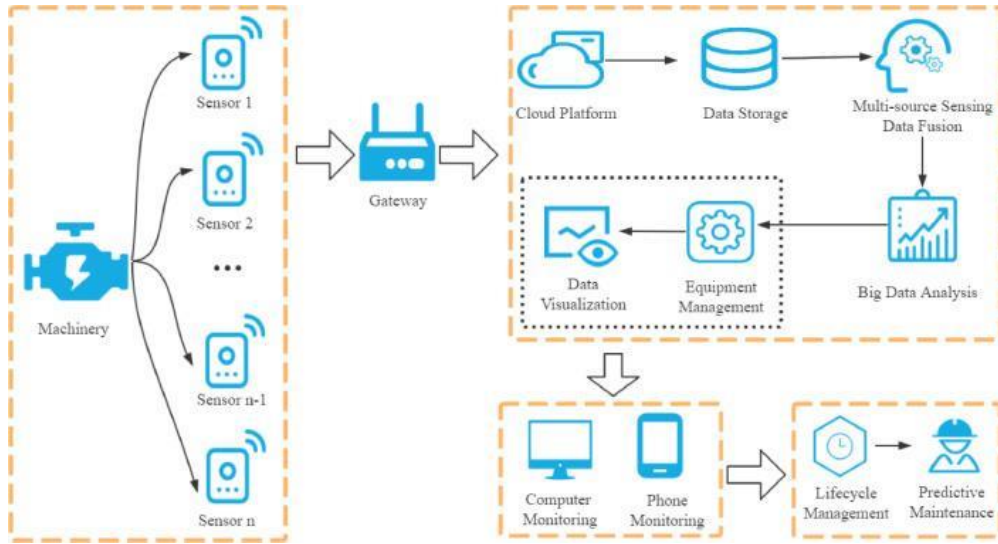 Sensor 1
Sensor 2
...
Sensor n-1
Sensor n
Machinery
Gateway
Cloud Platform
Data Storage
Multi-source Sensing
Data Fusion
Data
Visualization
Equipment
Management
Big Data Analysis
Computer
Monitoring
Phone
Monitoring
Lifecycle
Management
Predictive
Maintenance